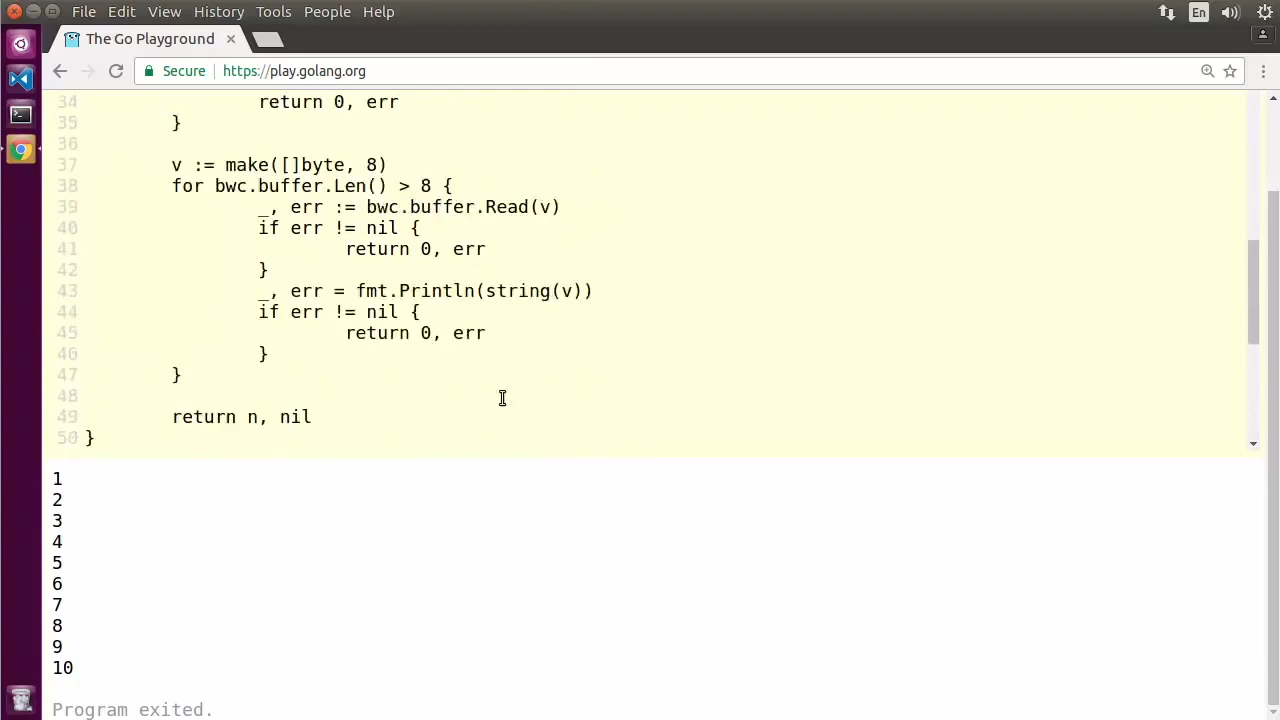 File Edit View History Tools People Help
En
The Go Playground
Secure https://play.golang.org
34 return 0, err
35 }
36
37 v := make([]byte, 8)
38 for bwc.buffer.Len() > 8 {
39 _, err := bwc.buffer.Read(v)
40 if err != nil {
41 return 0, err
42 }
43 _, err = fmt.Println(string(v))
44 if err != nil {
45 return 0, err
46 }
47 }
48
49 return n, nil
50 }
1
2
3
4
5
6
7
8
9
10
Program exited.